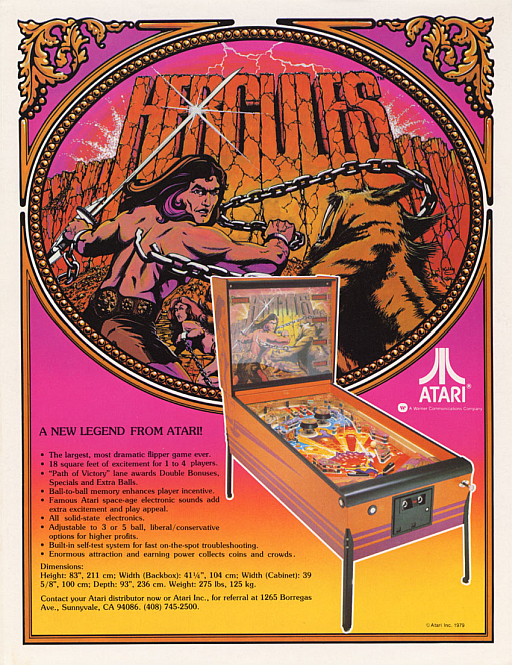 HERCULES
HERCULES
ATARI®
A Warner Communications Company
A NEW LEGEND FROM ATARI!
• The largest, most dramatic flipper game ever.
• 18 square feet of excitement for 1 to 4 players.
• "Path of Victory" lane awards Double Bonuses,
Specials and Extra Balls.
• Ball-to-ball memory enhances player incentive.
• Famous Atari space-age electronic sounds add
extra excitement and play appeal.
• All solid-state electronics.
• Adjustable to 3 or 5 ball, liberal/conservative
options for higher profits.
• Built-in self-test system for fast on-the-spot troubleshooting.
• Enormous attraction and earning power collects coins and crowds.
Dimensions:
Height: 83", 211 cm; Width (Backbox): 41¼", 104 cm; Width (Cabinet): 39
5/8", 100 cm; Depth: 93", 236 cm. Weight: 275 lbs, 125 kg.
Contact your Atari distributor now or Atari Inc., for referral at 1265 Borregas
Ave., Sunnyvale, CA 94086. (408) 745-2500.
© Atari Inc. 1979